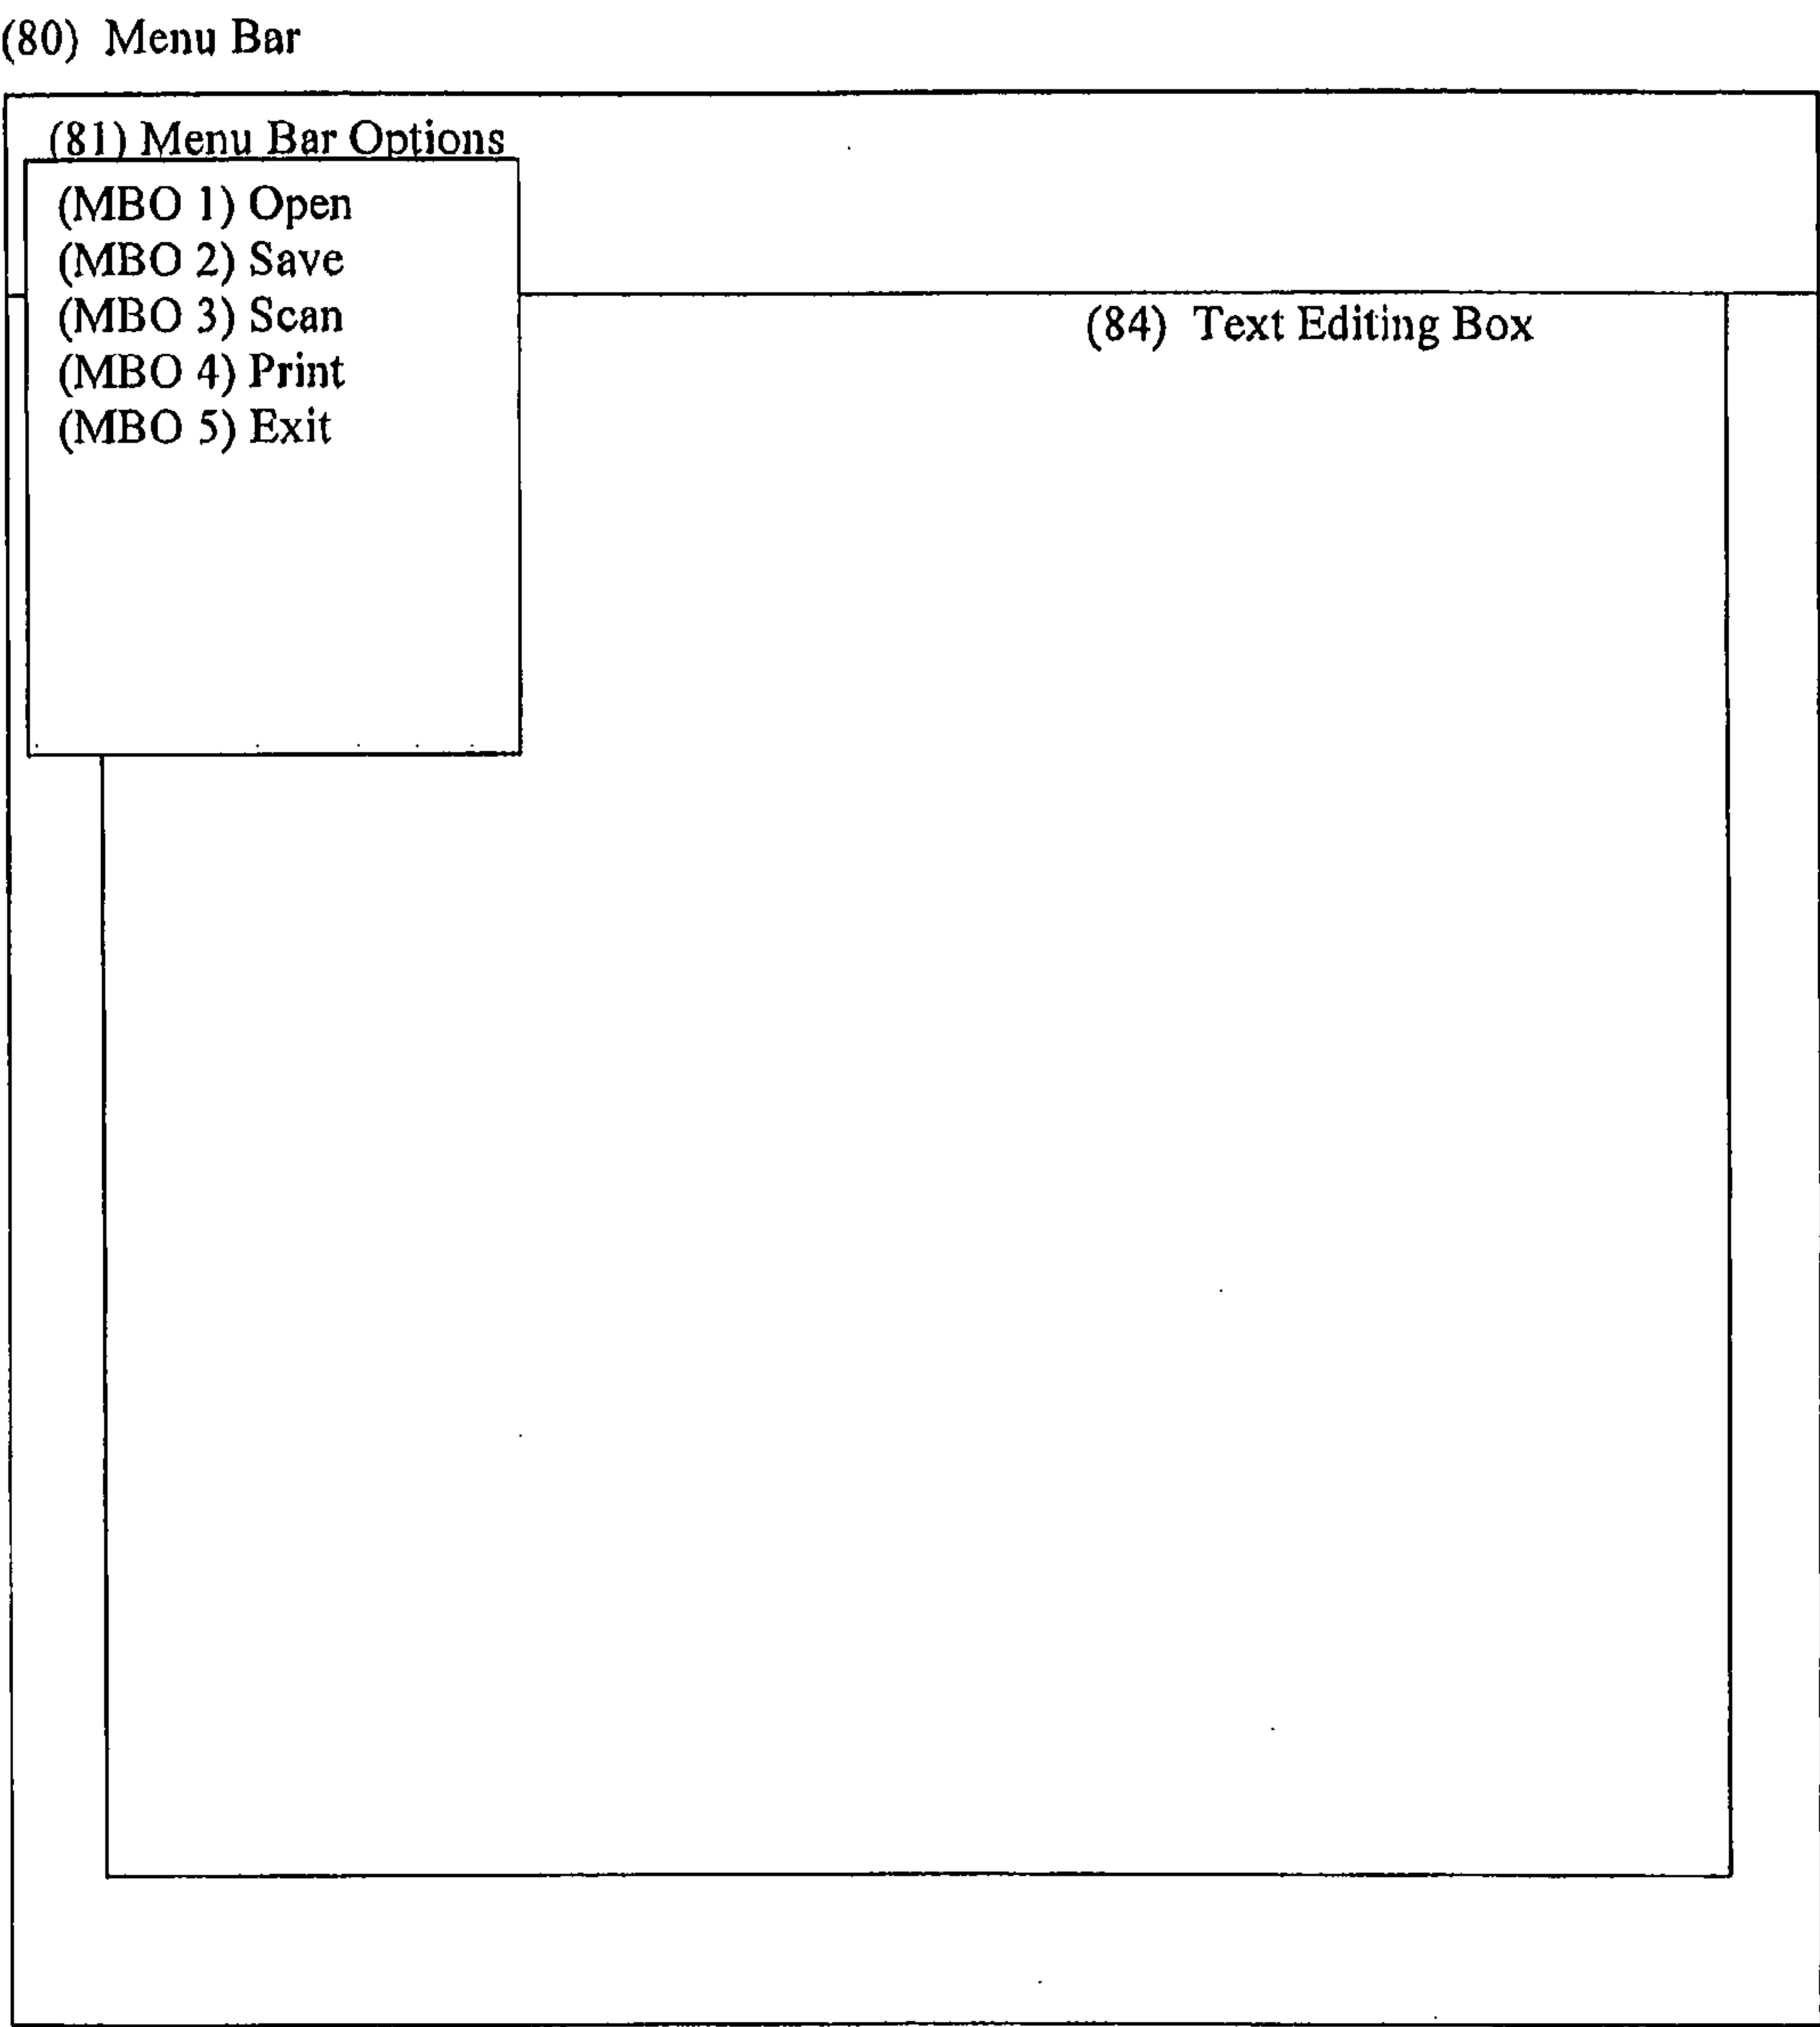 (80) Menu Bar
(81) Menu Bar Options
(MBO 1) Open
(MBO 2) Save
(MBO 3) Scan
(84) Text Editing Box
(MBO 4) Print
(MBO 5) Exit